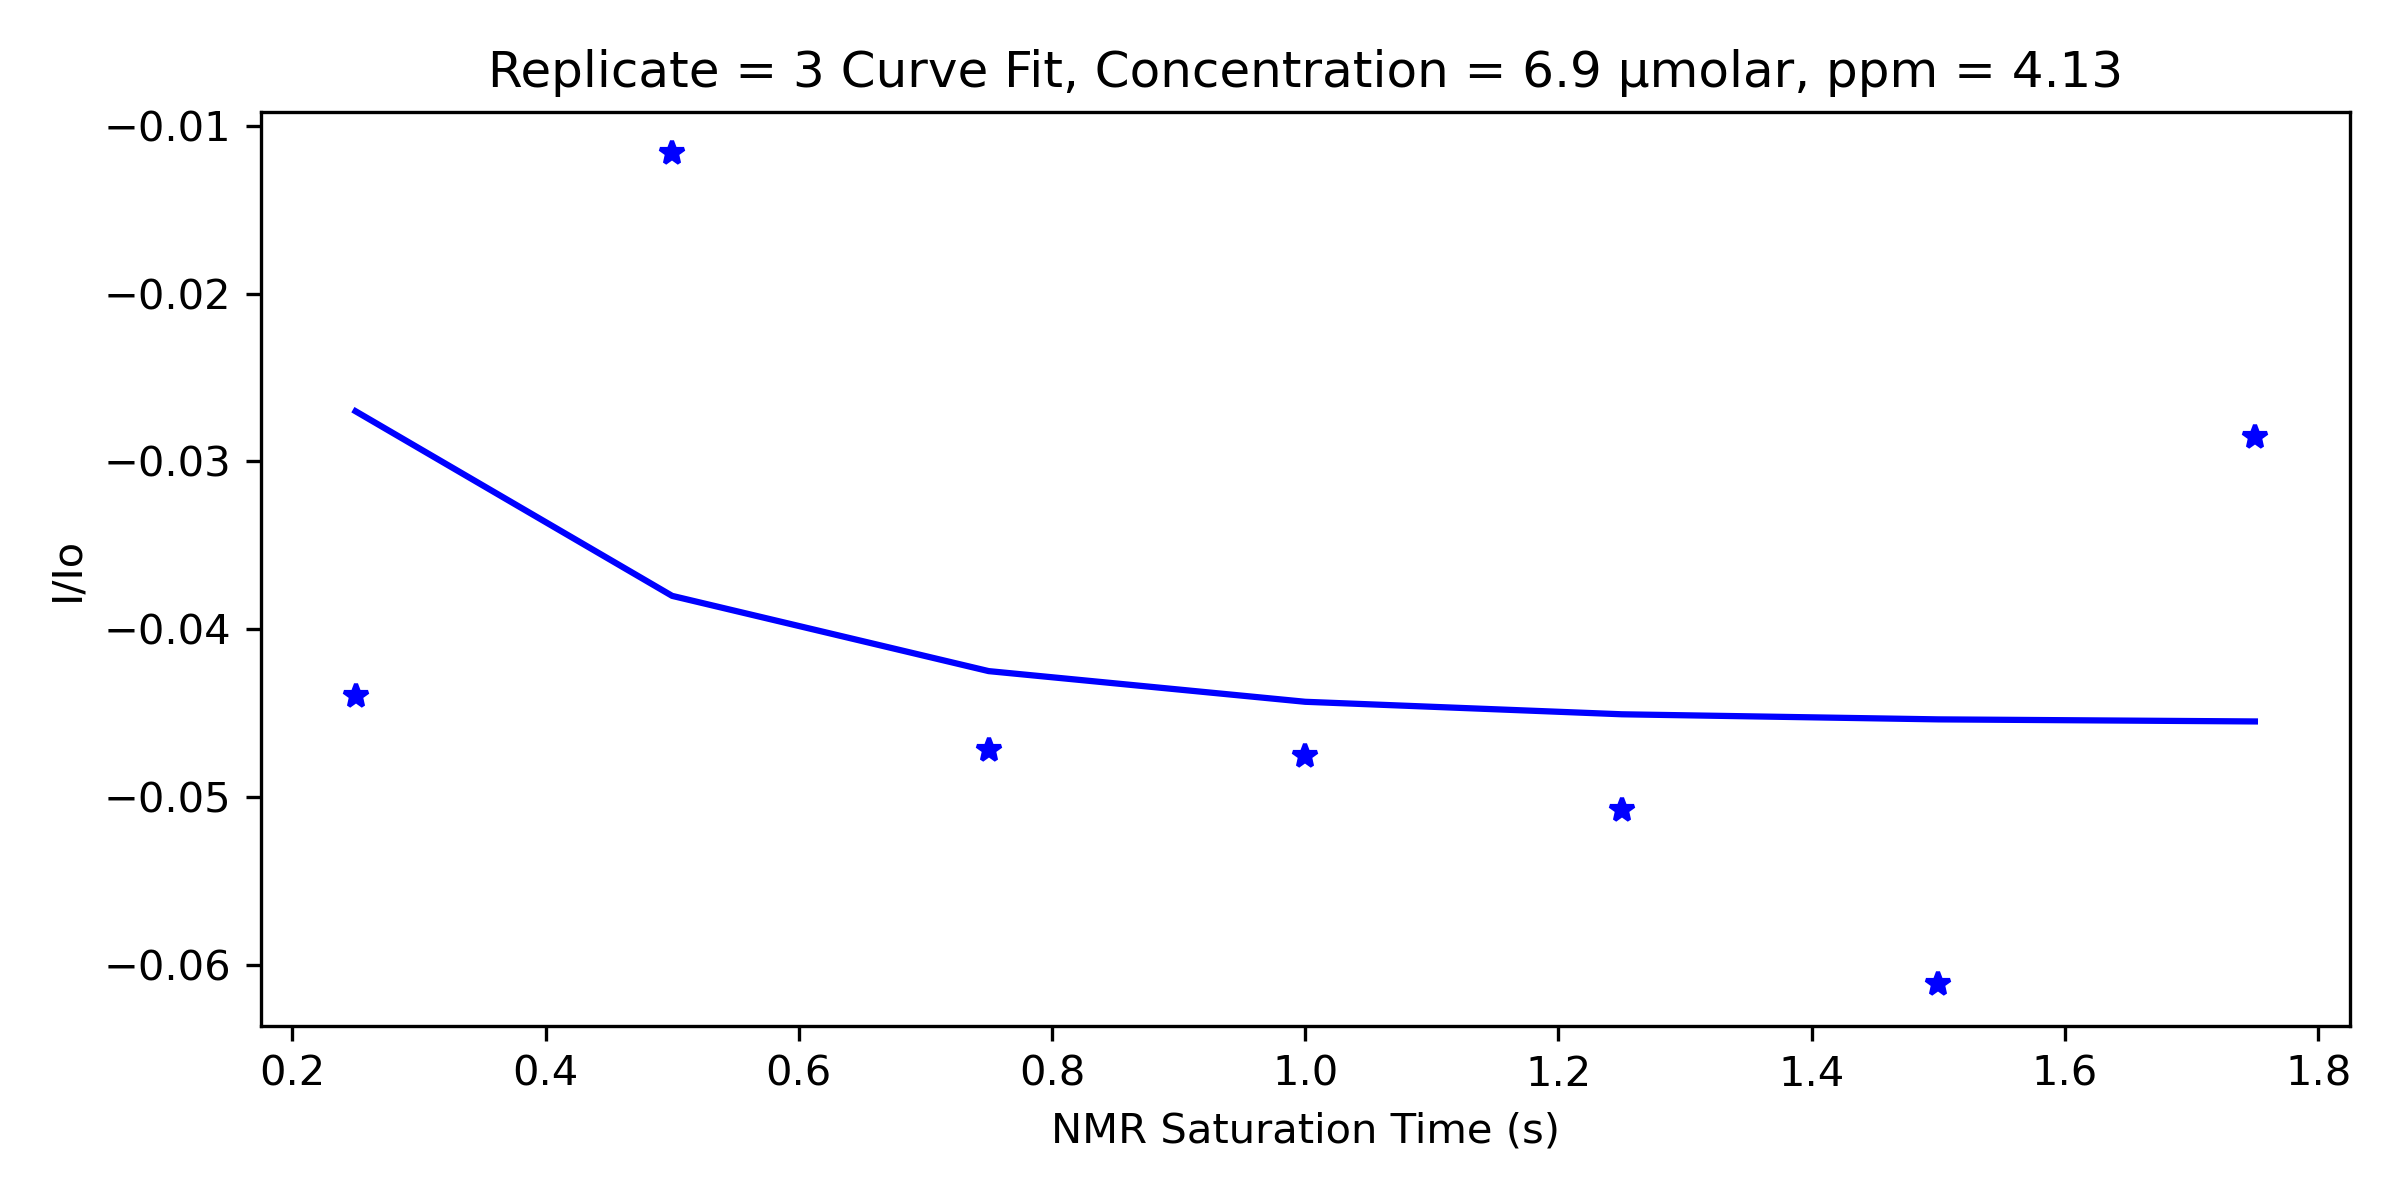 Replicate = 3 Curve Fit, Concentration = 6.9 μmolar, ppm = 4.13
−0.01
−0.02
−0.03
−0.04
−0.05
−0.06
I/Io
0.2 0.4 0.6 0.8 1.0 1.2 1.4 1.6 1.8
NMR Saturation Time (s)